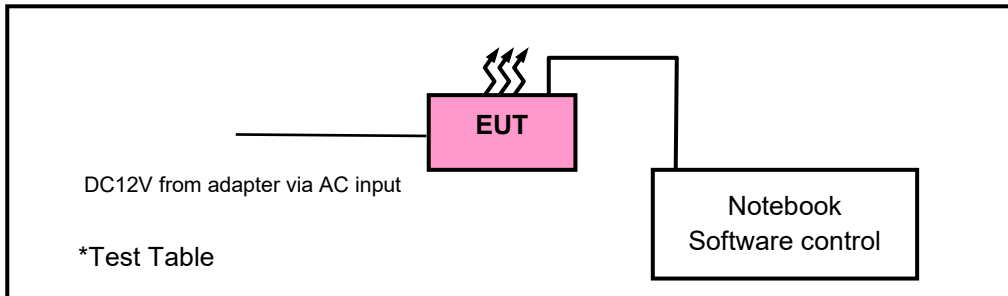 EUT
DC12V from adapter via AC input
Notebook
Software control
*Test Table